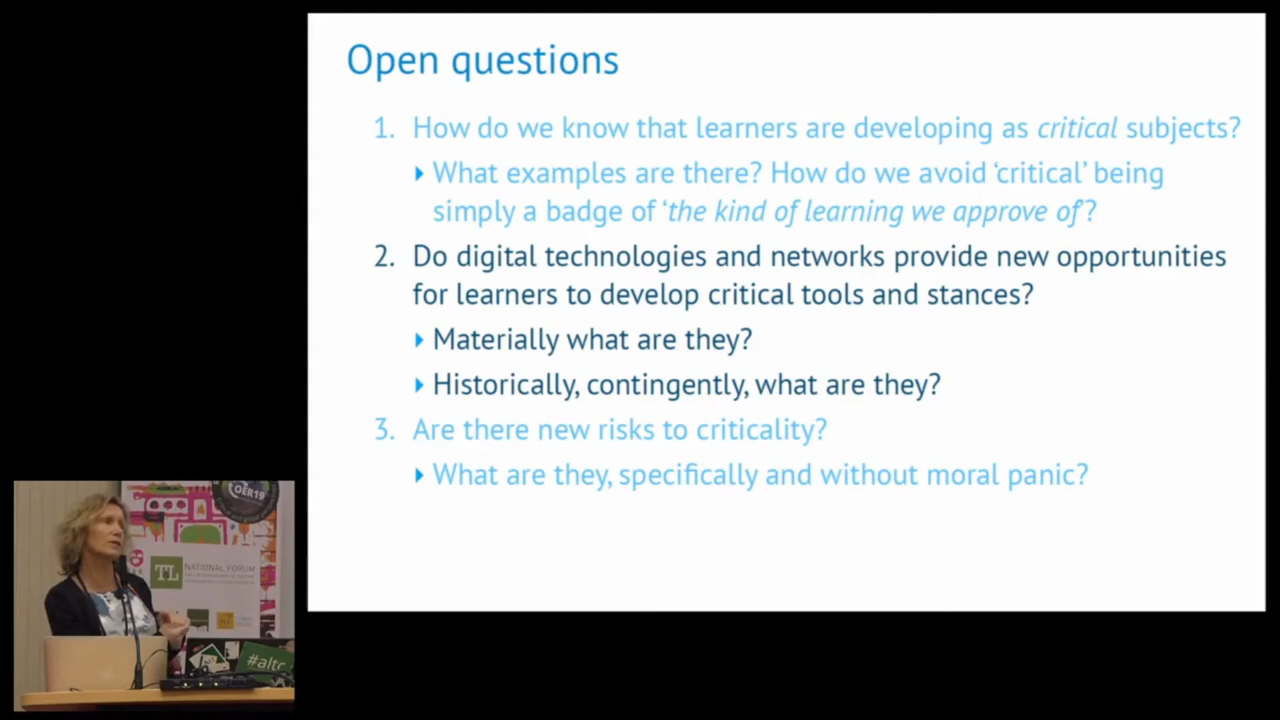 Open questions
1. How do we know that learners are developing as critical subjects?
What examples are there? How do we avoid ‘critical’ being
simply a badge of ‘the kind of learning we approve of’?
2. Do digital technologies and networks provide new opportunities
for learners to develop critical tools and stances?
Materially what are they?
Historically, contingently, what are they?
3. Are there new risks to criticality?
What are they, specifically and without moral panic?
OER19
TL
NATIONAL FORUM
#altc